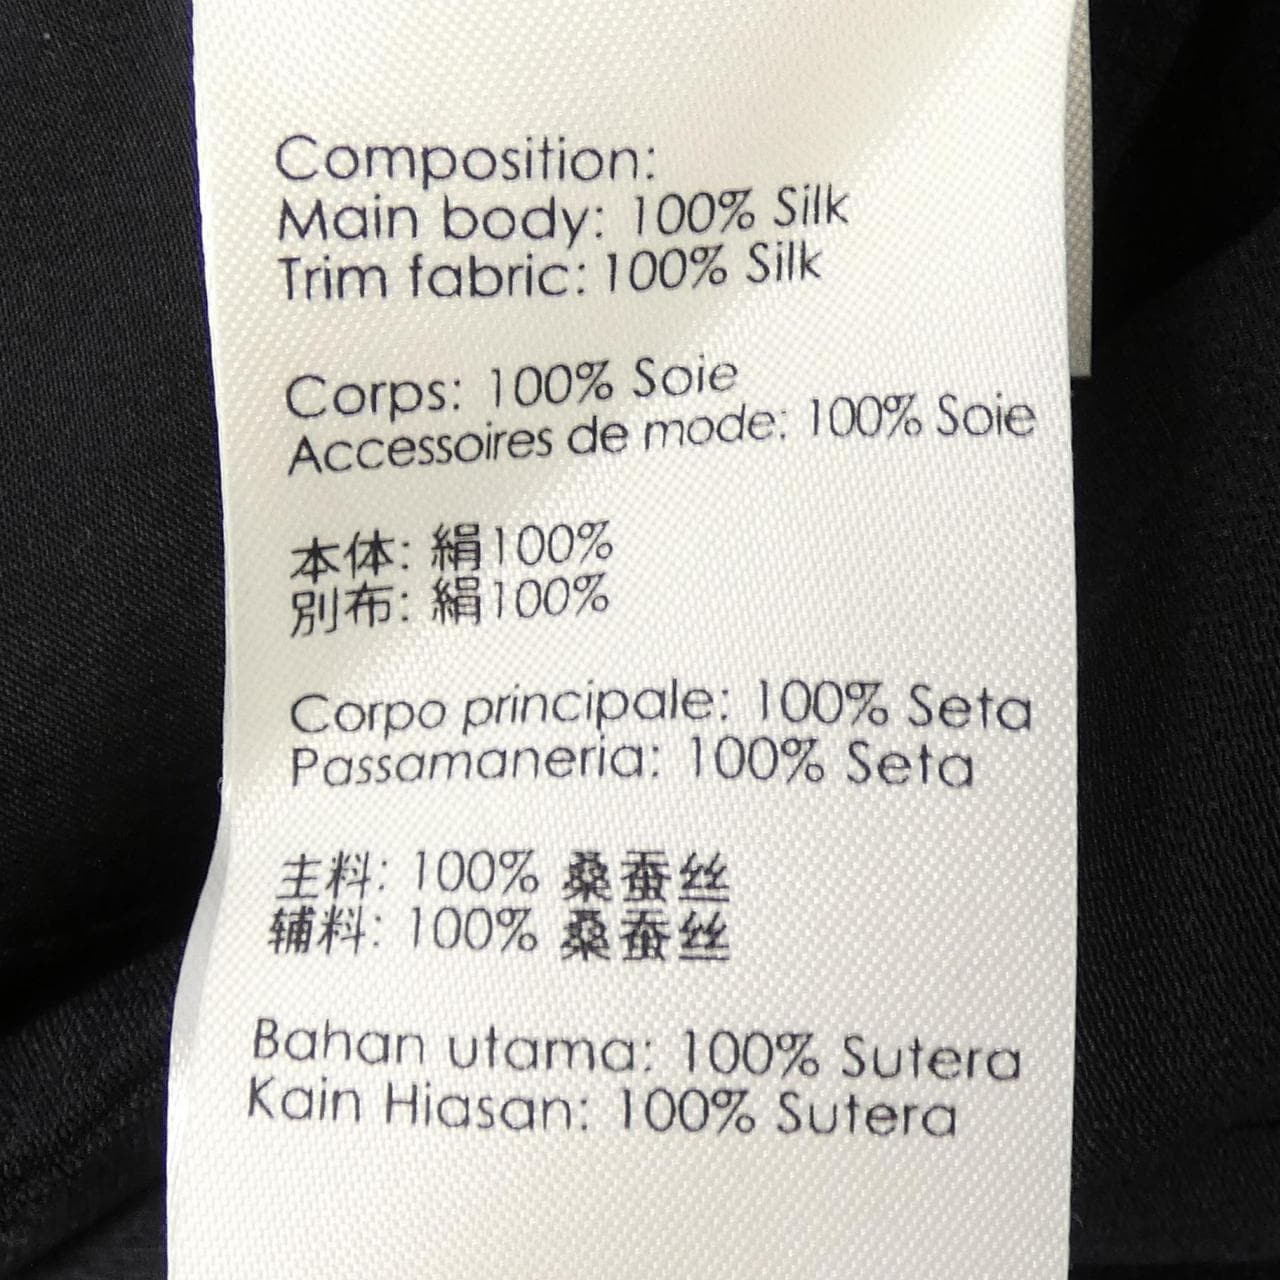 Composition:
Main body: 100% Silk
Trim fabric: 100% Silk
Corps: 100% Soie
Accessoires de mode: 100% Soie
本体: 絹100%
別布: 絹100%
Corpo principale: 100% Seta
Passamaneria: 100% Seta
主料: 100% 桑蚕丝
辅料: 100% 桑蚕丝
Bahan utama: 100% Sutera
Kain Hiasan: 100% Sutera